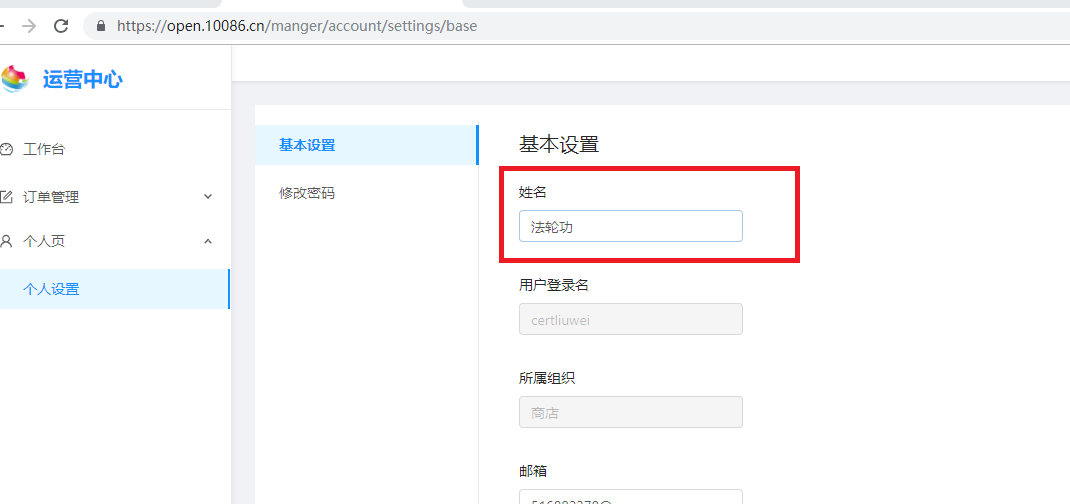 https://open.10086.cn/manger/account/settings/base
运营中心
工作台
订单管理
个人页
个人设置
基本设置
修改密码
基本设置
姓名
法轮功
用户登录名
certliuwei
所属组织
商店
邮箱